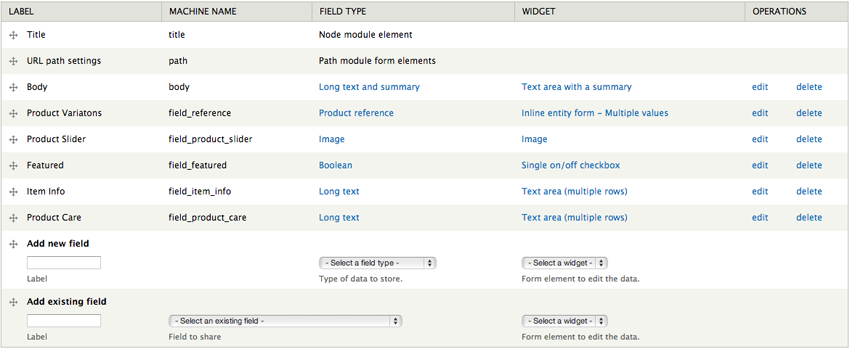 LABEL MACHINE NAME FIELD TYPE WIDGET OPERATIONS
Title title Node module element
URL path settings path Path module form elements
Body body Long text and summary Text area with a summary edit delete
Product Variatons field_reference Product reference Inline entity form – Multiple values edit delete
Product Slider field_product_slider Image Image edit delete
Featured field_featured Boolean Single on/off checkbox edit delete
Item Info field_item_info Long text Text area (multiple rows) edit delete
Product Care field_product_care Long text Text area (multiple rows) edit delete
Add new field
- Select a field type - - Select a widget -
Label Type of data to store. Form element to edit the data.
Add existing field
- Select an existing field - - Select a widget -
Label Field to share Form element to edit the data.